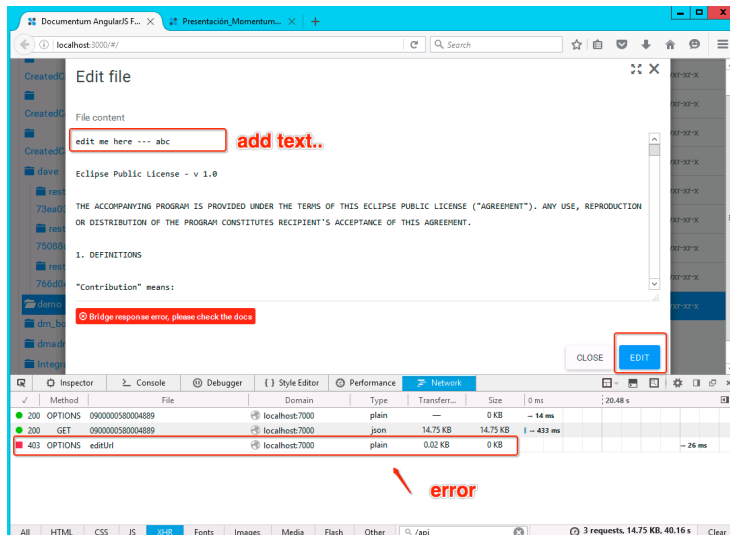 Documentum AngularJS F... ×
Presentación_Momentum... × +
localhost:3000/#/
Search
Edit file
File content
edit me here --- abc
add text..
Eclipse Public License - v 1.0
THE ACCOMPANYING PROGRAM IS PROVIDED UNDER THE TERMS OF THIS ECLIPSE PUBLIC LICENSE ("AGREEMENT"). ANY USE, REPRODUCTION
OR DISTRIBUTION OF THE PROGRAM CONSTITUTES RECIPIENT'S ACCEPTANCE OF THIS AGREEMENT.
1. DEFINITIONS
"Contribution" means:
Bridge response error, please check the docs
CLOSE EDIT
CreatedC
CreatedC
CreatedC
dave
rest
73ea03
rest
75088
rest
766d0
demo
dm_bo
dmadr
Integra
Inspector Console Debugger { } Style Editor Performance Network
✓ Method File Domain Type Transferr... Size 0 ms 20.48 s
200 OPTIONS 0900000580004889 localhost:7000 plain — 0 KB → 14 ms
200 GET 0900000580004889 localhost:7000 json 14.75 KB 14.75 KB → 433 ms
403 OPTIONS editUrl localhost:7000 plain 0.02 KB 0 KB → 26 ms
error
All HTML CSS JS XHR Fonts Images Media Flash Other /api 3 requests, 14.75 KB, 40.16 s Clear